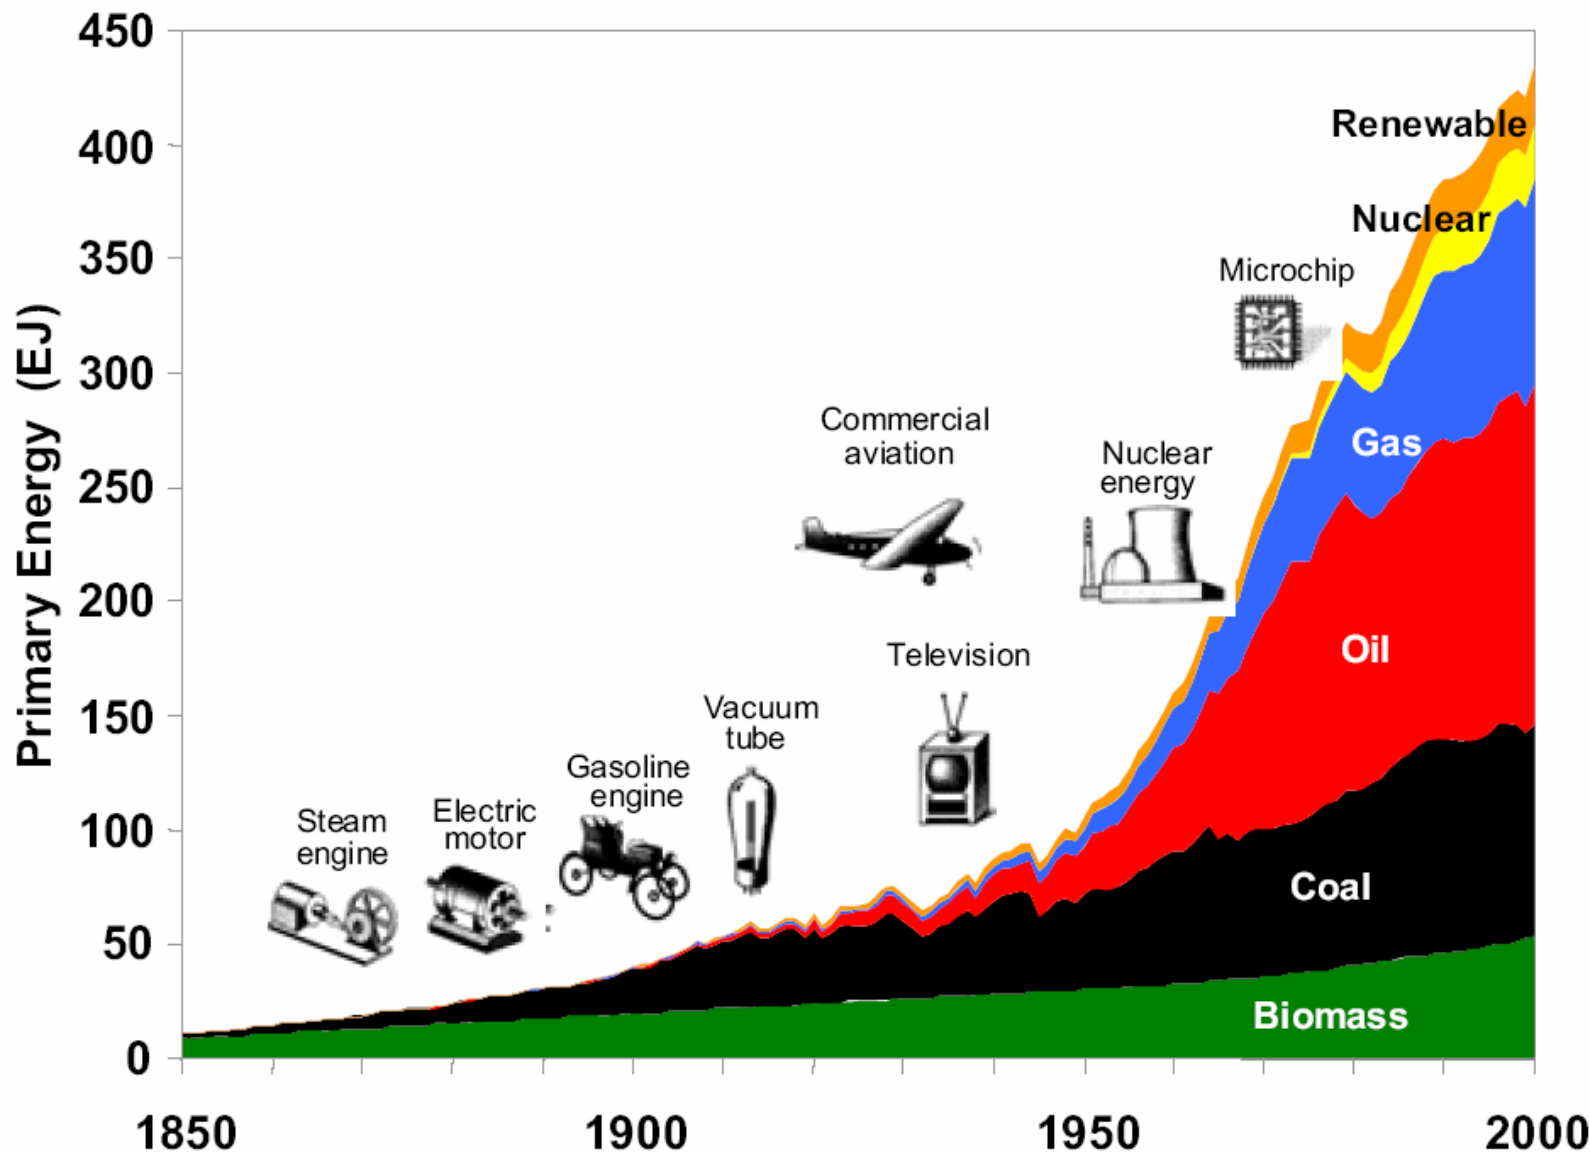 450
400
350
300
250
200
150
100
50
0
Primary Energy (EJ)
1850
1900
1950
2000
Steam
engine
Electric
motor
Gasoline
engine
Vacuum
tube
Commercial
aviation
Television
Nuclear
energy
Microchip
Renewable
Nuclear
Gas
Oil
Coal
Biomass